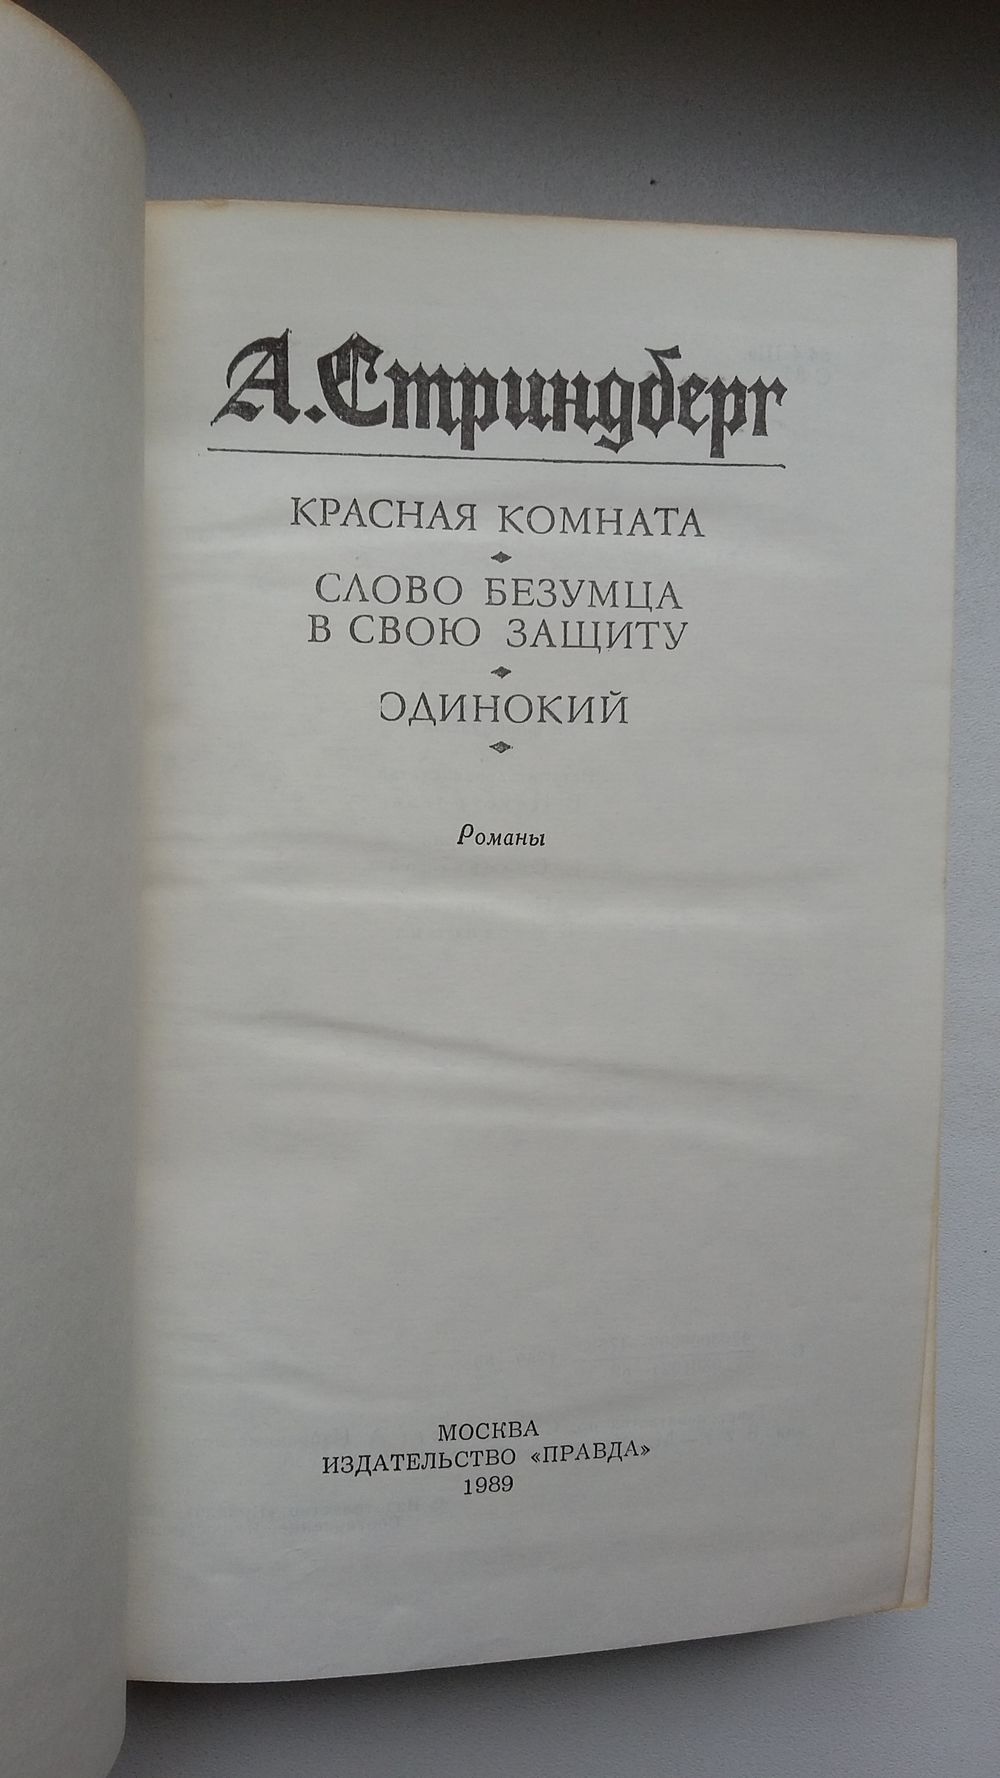 А. Стриндберг
КРАСНАЯ КОМНАТА
СЛОВО БЕЗУМЦА
В СВОЮ ЗАЩИТУ
ОДИНОКИЙ
Романы
МОСКВА
ИЗДАТЕЛЬСТВО «ПРАВДА»
1989